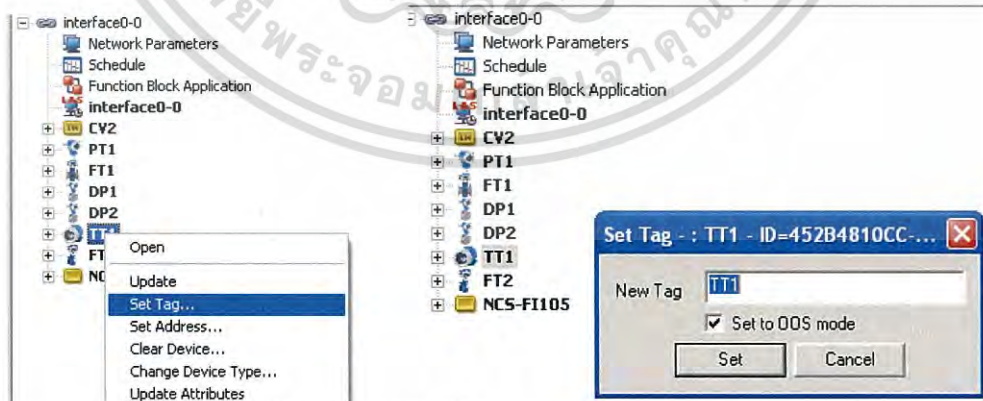 interface0-0
Network Parameters
Schedule
Function Block Application
interface0-0
CV2
PT1
FT1
DP1
DP2
TT1
FT
NC
Open
Update
Set Tag...
Set Address...
Clear Device...
Change Device Type...
Update Attributes
interface0-0
Network Parameters
Schedule
Function Block Application
interface0-0
CV2
PT1
FT1
DP1
DP2
TT1
FT2
NCS-FI105
Set Tag - : TT1 - ID=452B4810CC-...
New Tag TT1
Set to OOS mode
Set Cancel